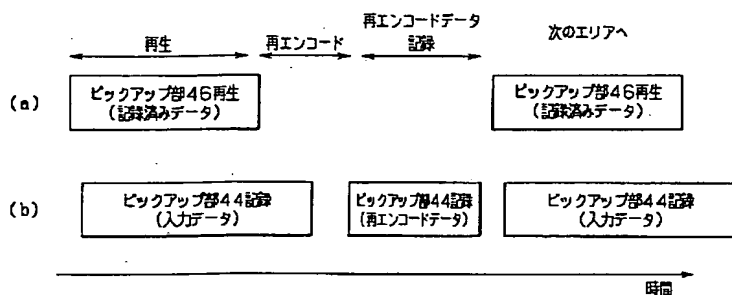 再生
再エンコード
再エンコードデータ
記録
次のエリアへ
(a)
ピックアップ部46再生
(記録済みデータ)
ピックアップ部46再生
(記録済みデータ)
(b)
ピックアップ部44記録
(入力データ)
ピックアップ部44記録
(再エンコードデータ)
ピックアップ部44記録
(入力データ)
時間